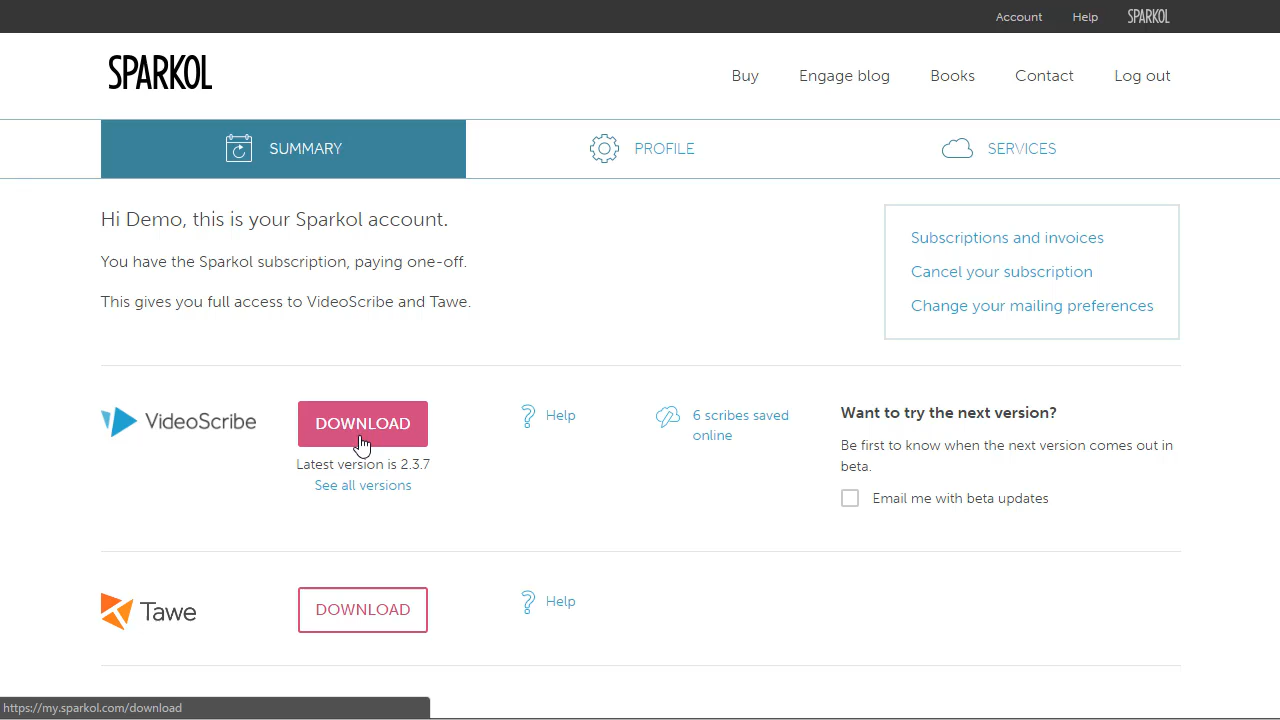 Account Help SPARKOL
SPARKOL
Buy Engage blog Books Contact Log out
SUMMARY PROFILE SERVICES
Hi Demo, this is your Sparkol account.
You have the Sparkol subscription, paying one-off.
This gives you full access to VideoScribe and Tawe.
Subscriptions and invoices
Cancel your subscription
Change your mailing preferences
VideoScribe
DOWNLOAD
Latest version is 2.3.7
See all versions
? Help
6 scribes saved
online
Want to try the next version?
Be first to know when the next version comes out in
beta.
Email me with beta updates
Tawe
DOWNLOAD
? Help
https://my.sparkol.com/download